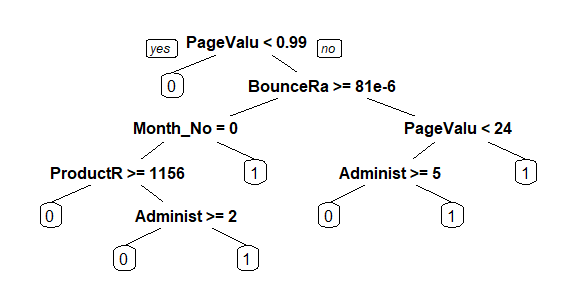 yes PageValu < 0.99 no
0 BounceRa >= 81e-6
Month_No = 0 PageValu < 24
ProductR >= 1156 1 Administ >= 5 1
0 Administ >= 2 0 1
0 1